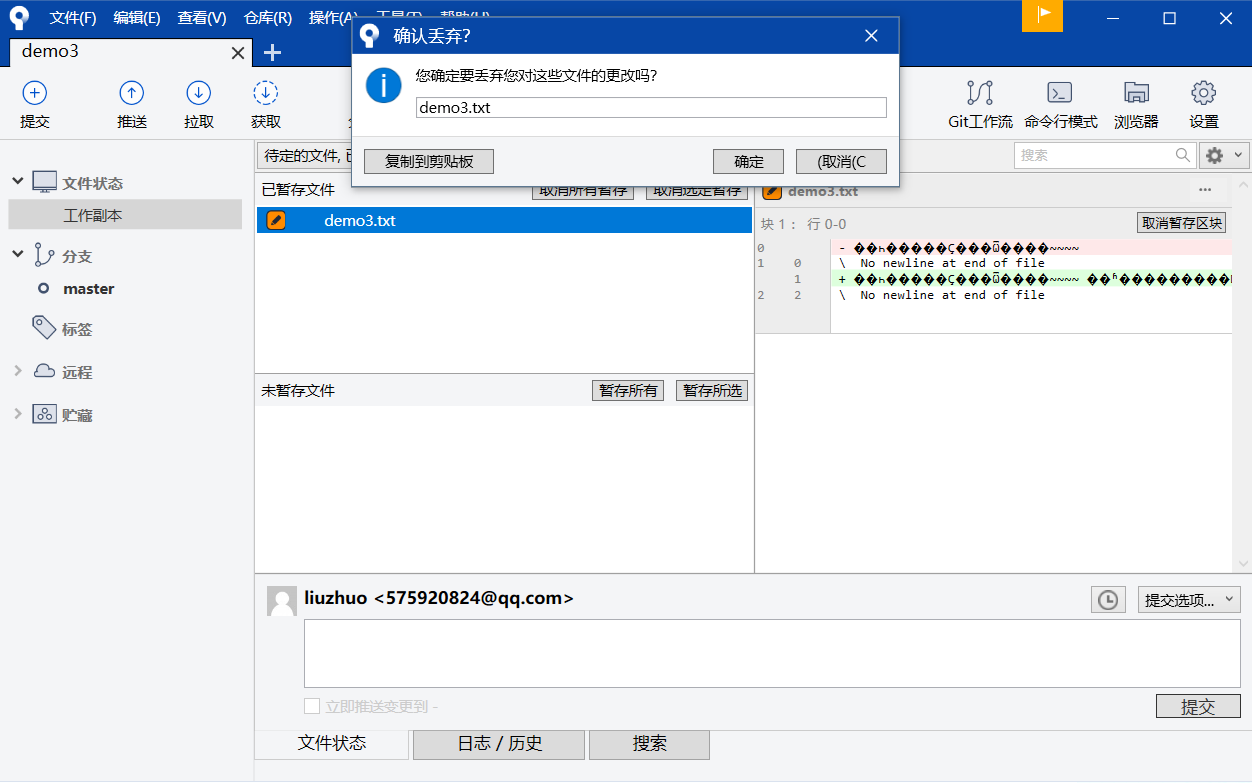 文件(F) 编辑(E) 查看(V) 仓库(R) 操作(A)
确认丢弃?
demo3
您确定要丢弃您对这些文件的更改吗?
demo3.txt
复制到剪贴板 确定 (取消(C
提交 推送 拉取 获取 Git工作流 命令行模式 浏览器 设置
待定的文件, 搜索
文件状态
工作副本
分支
master
标签
远程
贮藏
已暂存文件 取消所有暂存 取消选定暂存
demo3.txt
demo3.txt ...
块 1： 行 0-0 取消暂存区块
0 - ��Һһ�����Ҫ���ѿ����~~~~
1 0 \ No newline at end of file
1 +
2 2 \ No newline at end of file
未暂存文件 暂存所有 暂存所选
liuzhuo <575920824@qq.com> 提交选项...
立即推送变更到 -
提交
文件状态 日志 / 历史 搜索